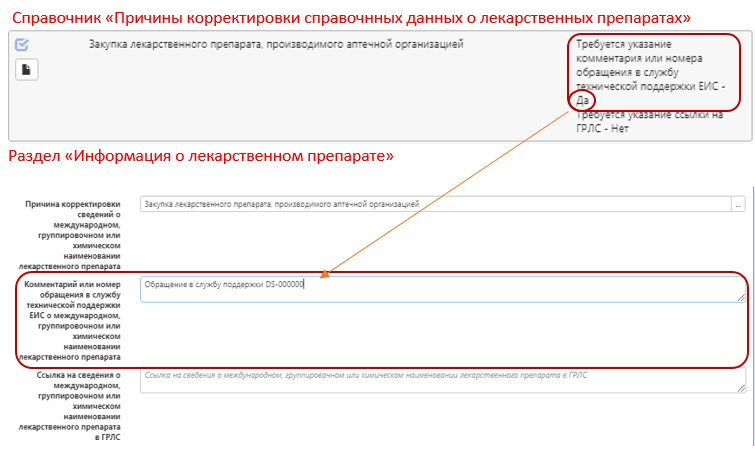 Справочник «Причины корректировки справочнных данных о лекарственных препаратах»
Закупка лекарственного препарата, производимого аптечной организацией
Требуется указание
комментария или номера
обращения в службу
технической поддержки ЕИС -
Да
Требуется указание ссылки на
ГРЛС - Нет
Раздел «Информация о лекарственном препарате»
Причина корректировки
сведений о
международном,
группировочном или
химическом
наименовании
лекарственного препарата
Закупка лекарственного препарата, производимого аптечной организацией
...
Комментарий или номер
обращения в службу
технической поддержки
ЕИС о международном,
группировочном или
химическом
наименовании
лекарственного препарата
Обращение в службу поддержки DS-000000
Ссылка на сведения о
международном,
группировочном или
химическом
наименовании
лекарственного препарата
в ГРЛС
Ссылка на сведения о международном, группировочном или химическом наименовании лекарственного препарата в ГРЛС